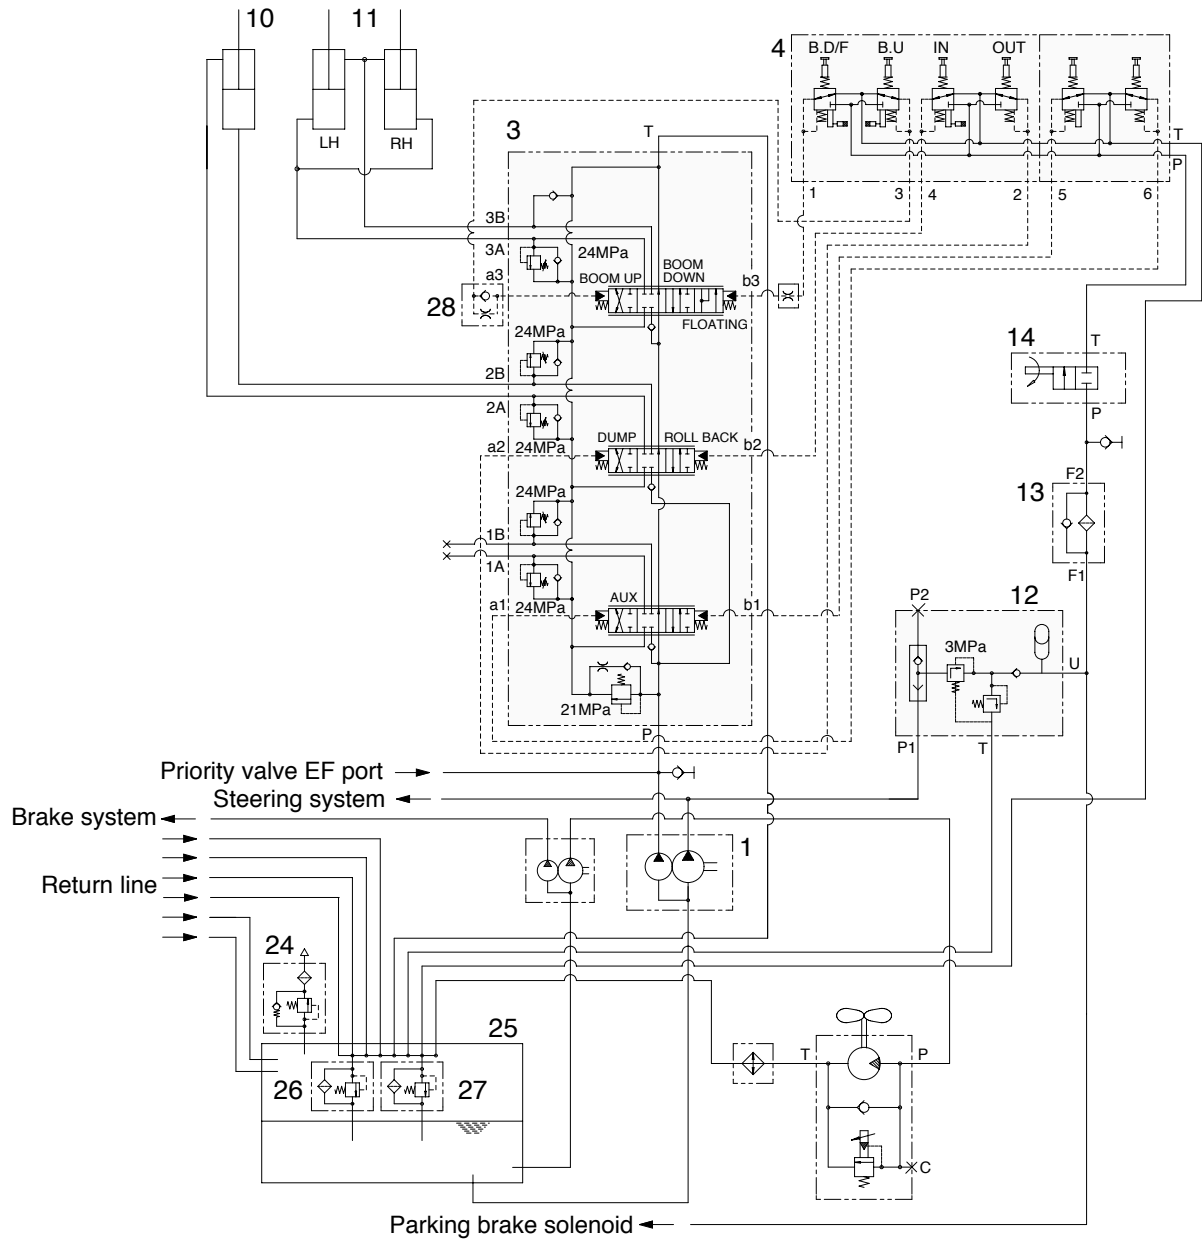 10
11
4
B.D/F
B.U
IN
OUT
3
T
LH
RH
T
P
1
3
4
2
5
6
3B
3A
24MPa
a3
BOOM UP
BOOM
DOWN
b3
28
FLOATING
24MPa
14
T
2B
2A
P
DUMP
ROLL BACK
a2
24MPa
b2
F2
13
24MPa
1B
1A
F1
AUX
P2
12
a1
24MPa
b1
3MPa
U
21MPa
P
P1
T
Priority valve EF port
Steering system
Brake system
1
Return line
24
25
T
P
26
27
C
Parking brake solenoid